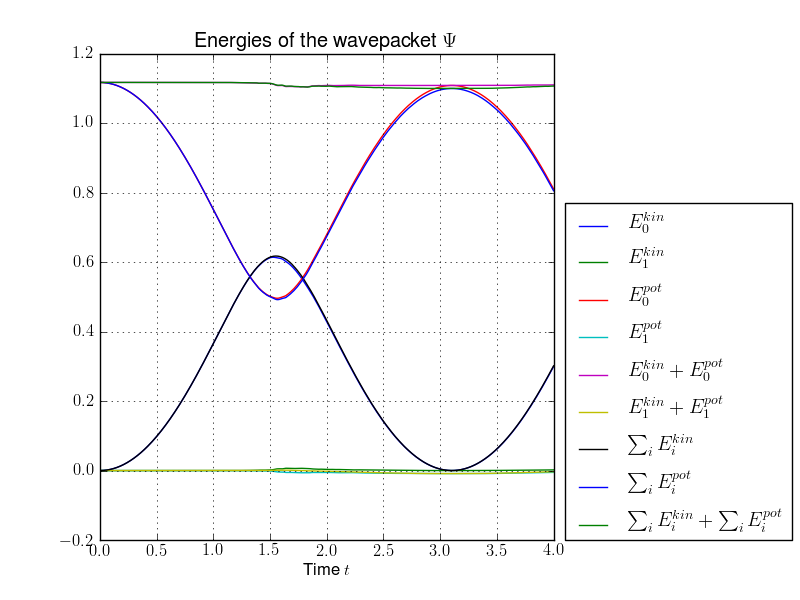 Energies of the wavepacket Ψ
1.2
1.0
0.8
0.6
0.4
0.2
0.0
−0.2
0.0 0.5 1.0 1.5 2.0 2.5 3.0 3.5 4.0
Time t
E_0^{kin}
E_1^{kin}
E_0^{pot}
E_1^{pot}
E_0^{kin} + E_0^{pot}
E_1^{kin} + E_1^{pot}
∑_i E_i^{kin}
∑_i E_i^{pot}
∑_i E_i^{kin} + ∑_i E_i^{pot}